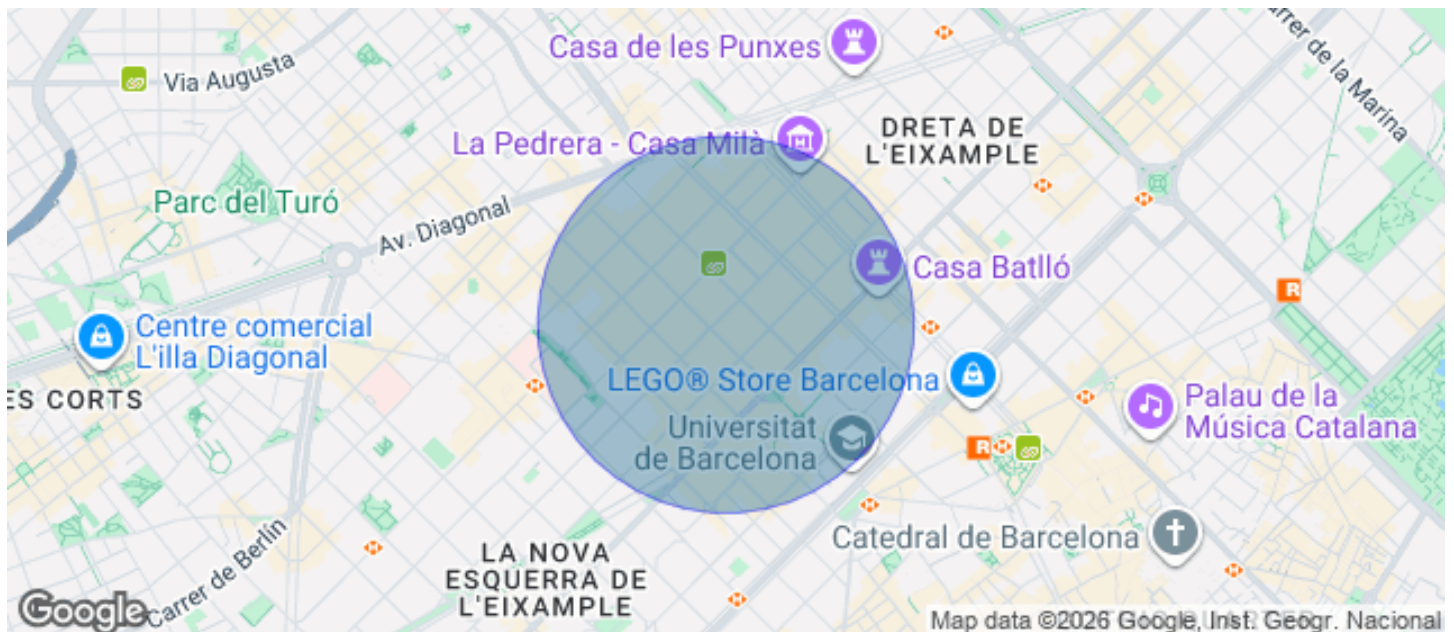 Casa de les Punxes
Via Augusta
Carrer de la Marina
La Pedrera - Casa Milà
DRETA DE
L'EIXAMPLE
Parc del Turó
Av. Diagonal
Casa Batlló
R
Centre comercial
L'illa Diagonal
LEGO® Store Barcelona
ES CORTS
Palau de la
Música Catalana
Universitat
de Barcelona
R
Catedral de Barcelona
LA NOVA
ESQUERRA DE
L'EIXAMPLE
Carrer de Berlín
Google
Map data ©2026 Google, Inst. Geogr. Nacional